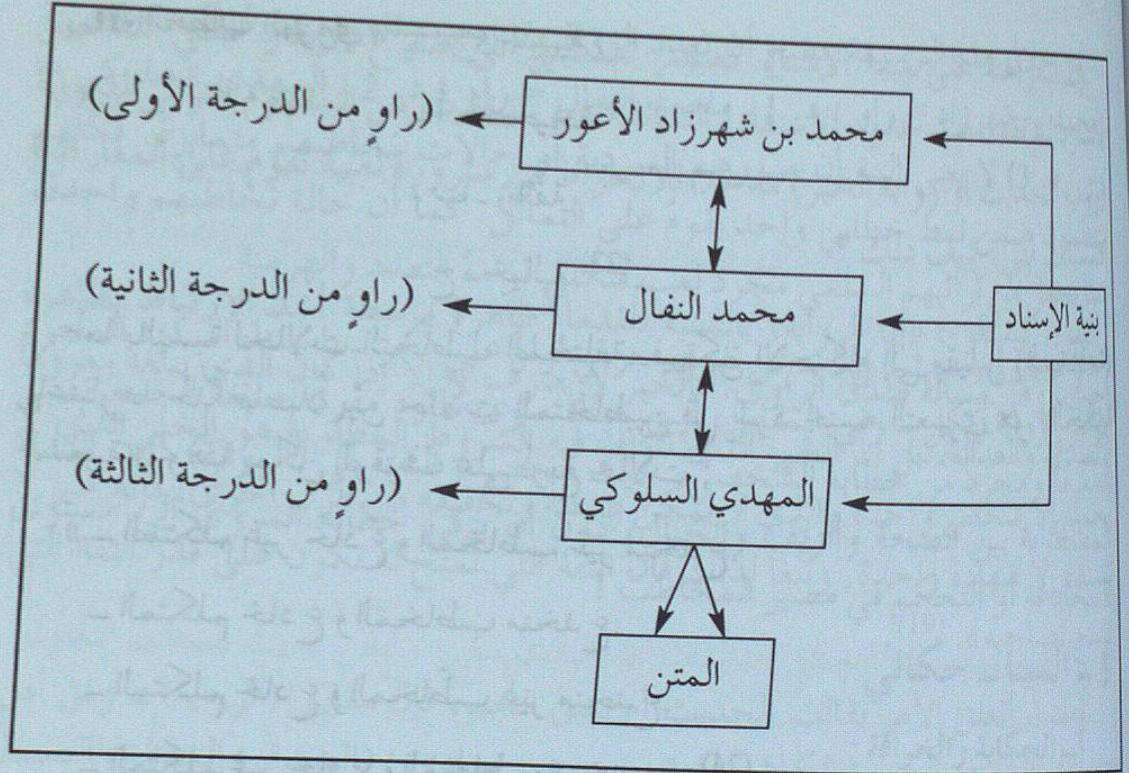 محمد بن شهرزاد الأعور
(راوٍ من الدرجة الأولى)
بنية الإسناد
محمد النفال
(راوٍ من الدرجة الثانية)
المهدي السلوكي
(راوٍ من الدرجة الثالثة)
المتن